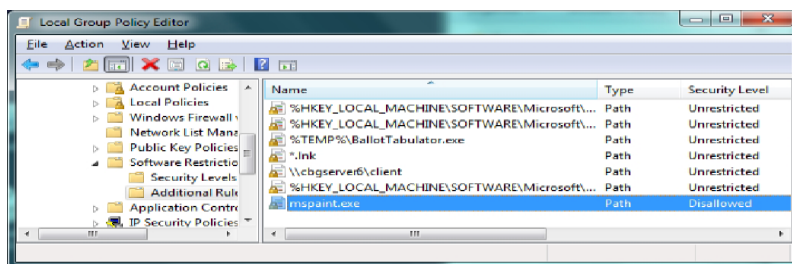 Local Group Policy Editor
File Action View Help
Account Policies
Local Policies
Windows Firewall
Network List Mana
Public Key Policies
Software Restrictio
Security Levels
Additional Rule
Application Contro
IP Security Policies
Name Type Security Level
%HKEY_LOCAL_MACHINE\SOFTWARE\Microsoft\... Path Unrestricted
%HKEY_LOCAL_MACHINE\SOFTWARE\Microsoft\... Path Unrestricted
%TEMP%\BallotTabulator.exe Path Unrestricted
*.lnk Path Unrestricted
\\cbgserver6\client Path Unrestricted
%HKEY_LOCAL_MACHINE\SOFTWARE\Microsoft\... Path Unrestricted
mspaint.exe Path Disallowed